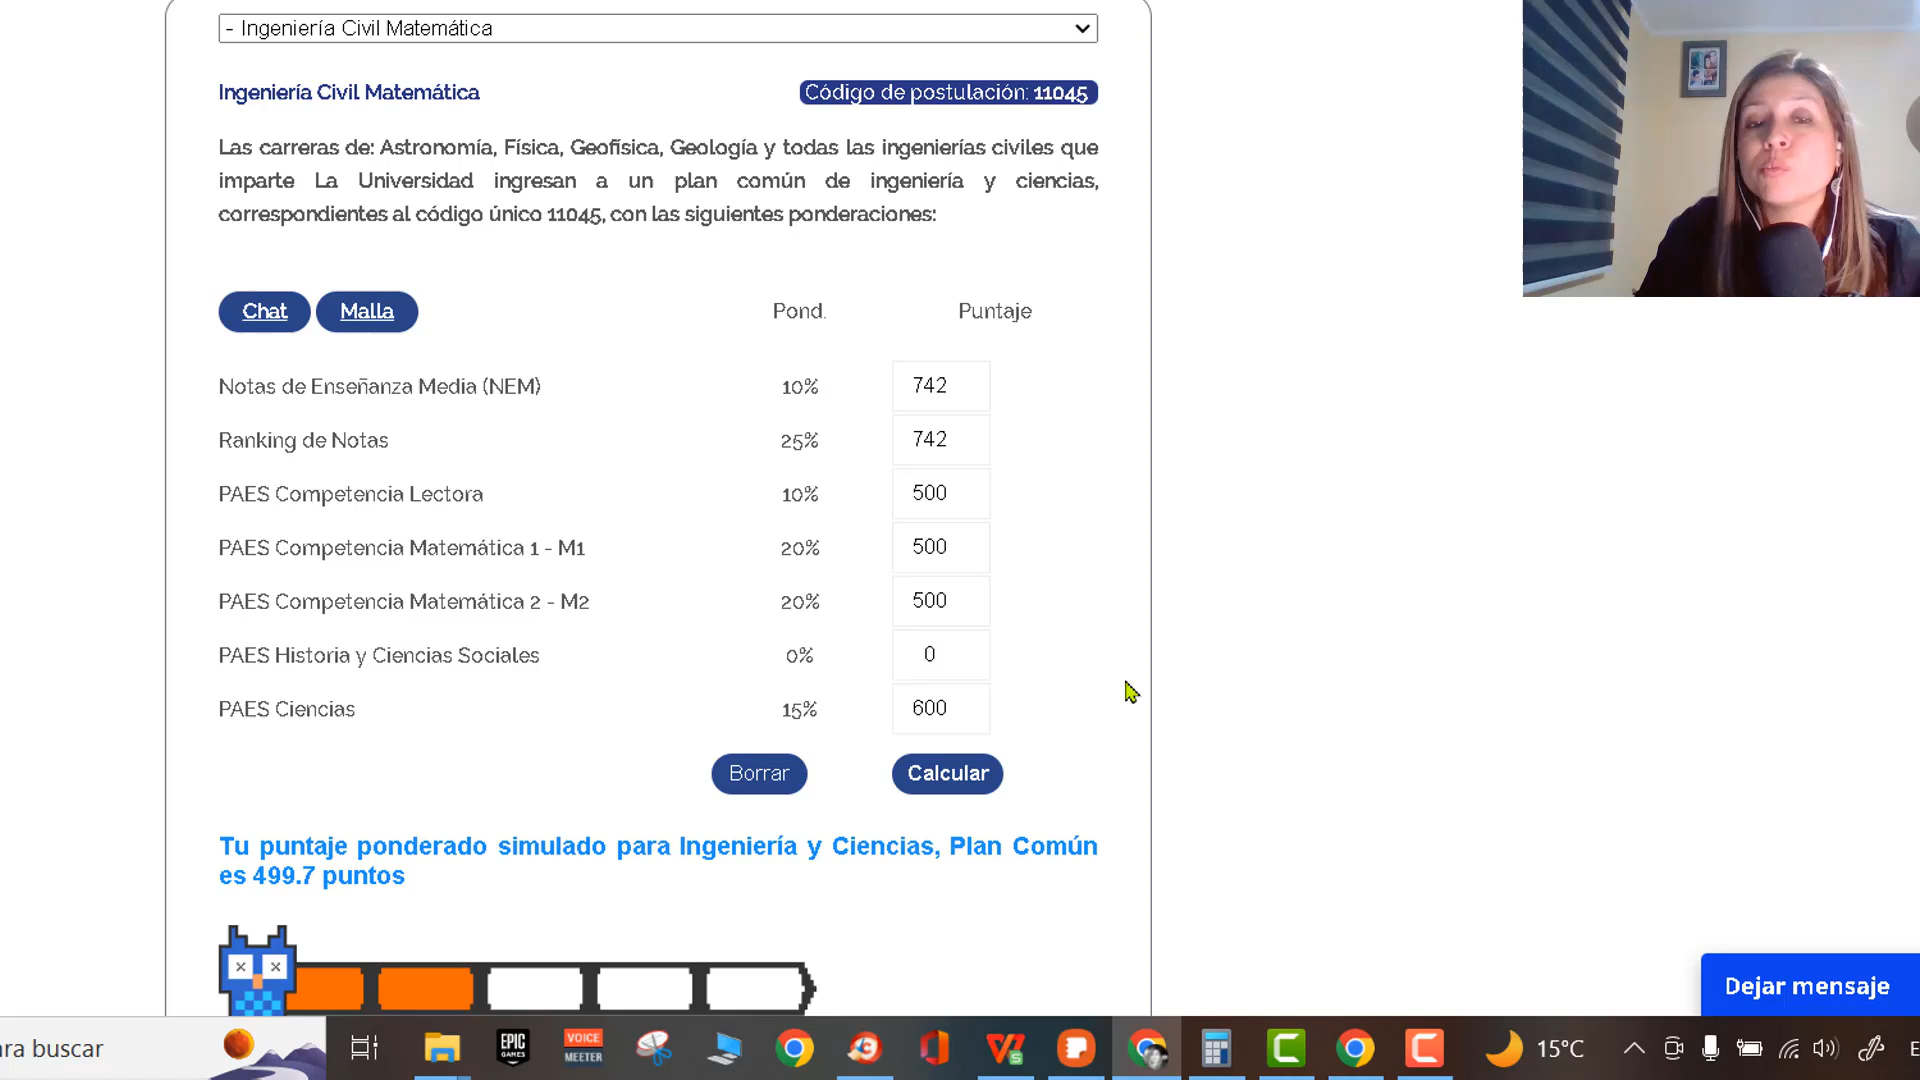 - Ingeniería Civil Matemática
Ingeniería Civil Matemática
Código de postulación: 11045
Las carreras de: Astronomía, Física, Geofísica, Geología y todas las ingenierías civiles que
imparte La Universidad ingresan a un plan común de ingeniería y ciencias,
correspondientes al código único 11045, con las siguientes ponderaciones:
Chat Malla Pond. Puntaje
Notas de Enseñanza Media (NEM) 10% 742
Ranking de Notas 25% 742
PAES Competencia Lectora 10% 500
PAES Competencia Matemática 1 - M1 20% 500
PAES Competencia Matemática 2 - M2 20% 500
PAES Historia y Ciencias Sociales 0% 0
PAES Ciencias 15% 600
Borrar Calcular
Tu puntaje ponderado simulado para Ingeniería y Ciencias, Plan Común
es 499.7 puntos
Dejar mensaje
ra buscar
EPIC
GAMES
VOICE
MEETER
15°C